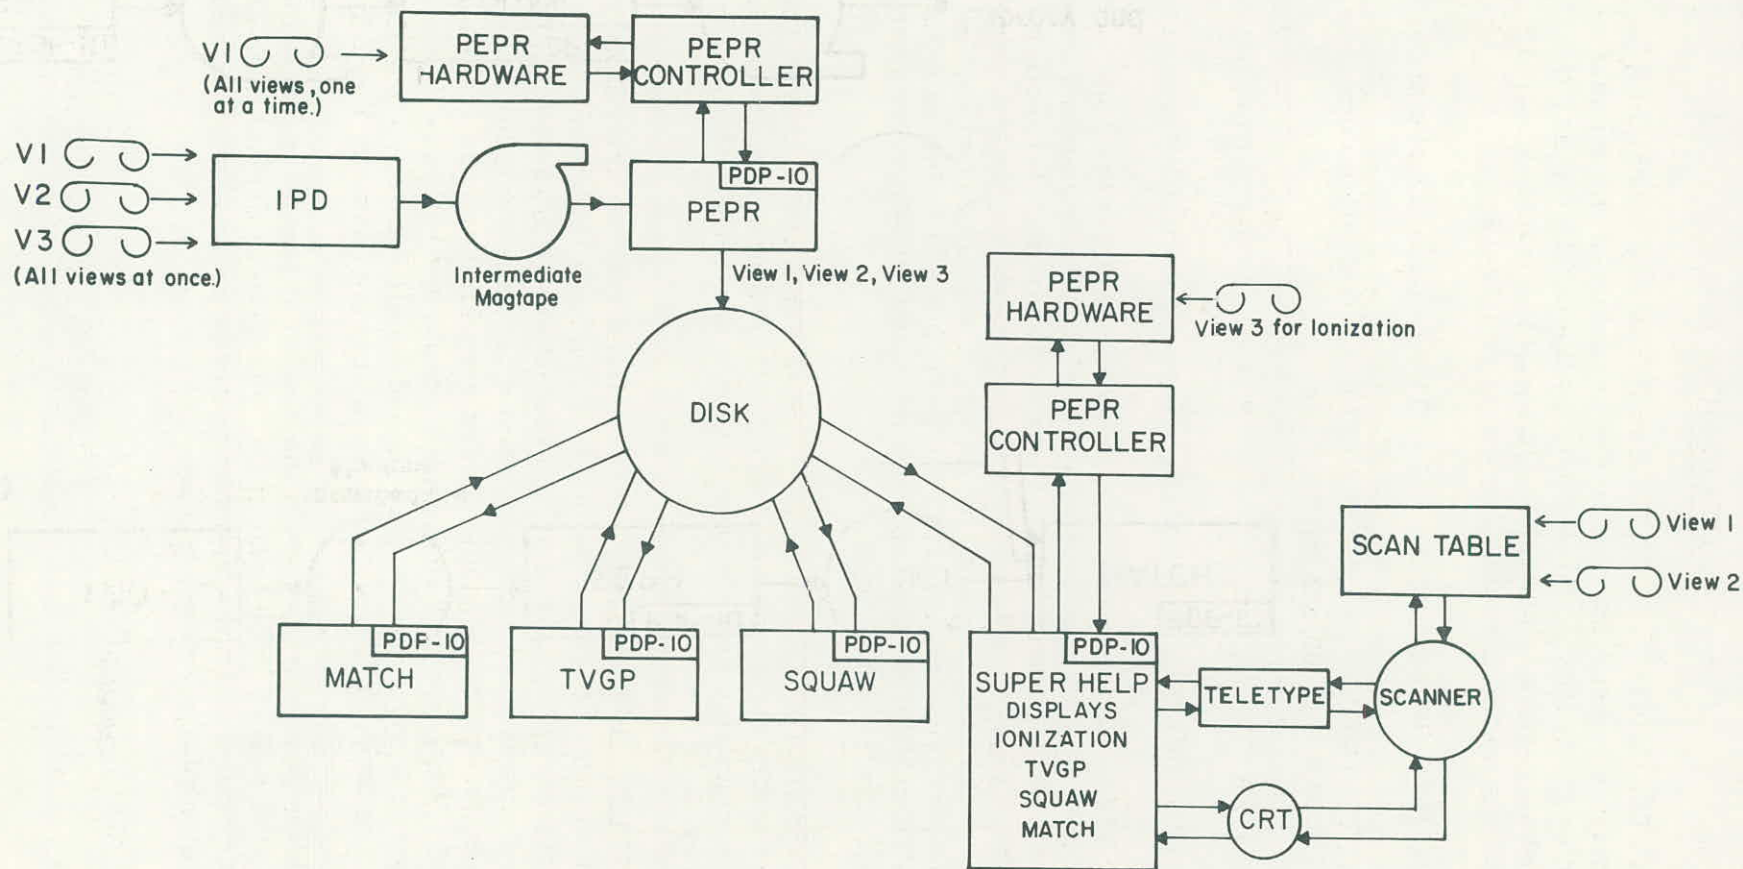 V1
(All views, one
at a time.)
PEPR
HARDWARE
PEPR
CONTROLLER
V1
V2
V3
(All views at once.)
IPD
Intermediate
Magtape
PDP-10
PEPR
View 1, View 2, View 3
DISK
PEPR
HARDWARE
View 3 for Ionization
PEPR
CONTROLLER
SCAN TABLE
View 1
View 2
PDP-10
MATCH
PDP-10
TVGP
PDP-10
SQUAW
PDP-10
SUPER HELP
DISPLAYS
IONIZATION
TVGP
SQUAW
MATCH
TELETYPE
SCANNER
CRT